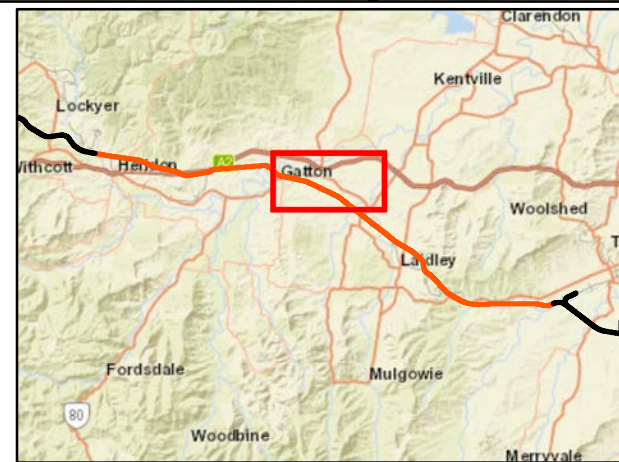 Clarendon
Kentville
Lockyer
A2
Withcott
Helidon
Gatton
Woolshed
T
Laidley
Fordsdale
Mulgowie
80
Woodbine
Merryvale